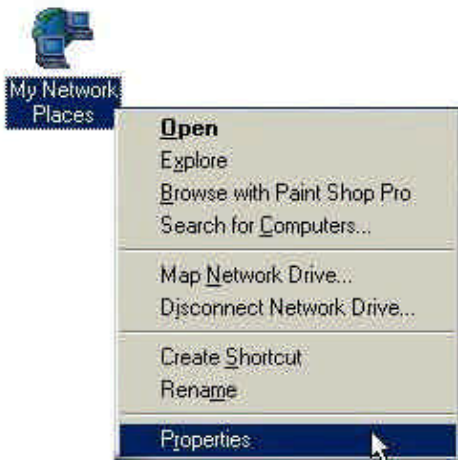 My Network
Places
Open
Explore
Browse with Paint Shop Pro
Search for Computers...
Map Network Drive...
Disconnect Network Drive...
Create Shortcut
Rename
Properties